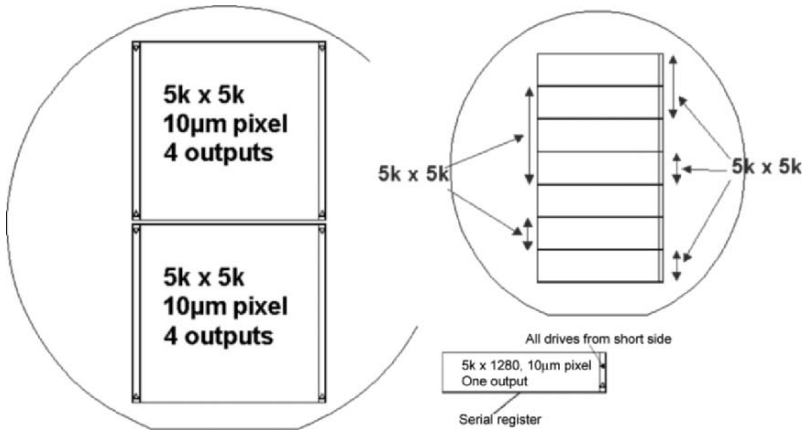 5k x 5k
10µm pixel
4 outputs
5k x 5k
10µm pixel
4 outputs
5k x 5k
5k x 5k
All drives from short side
5k x 1280, 10µm pixel
One output
Serial register